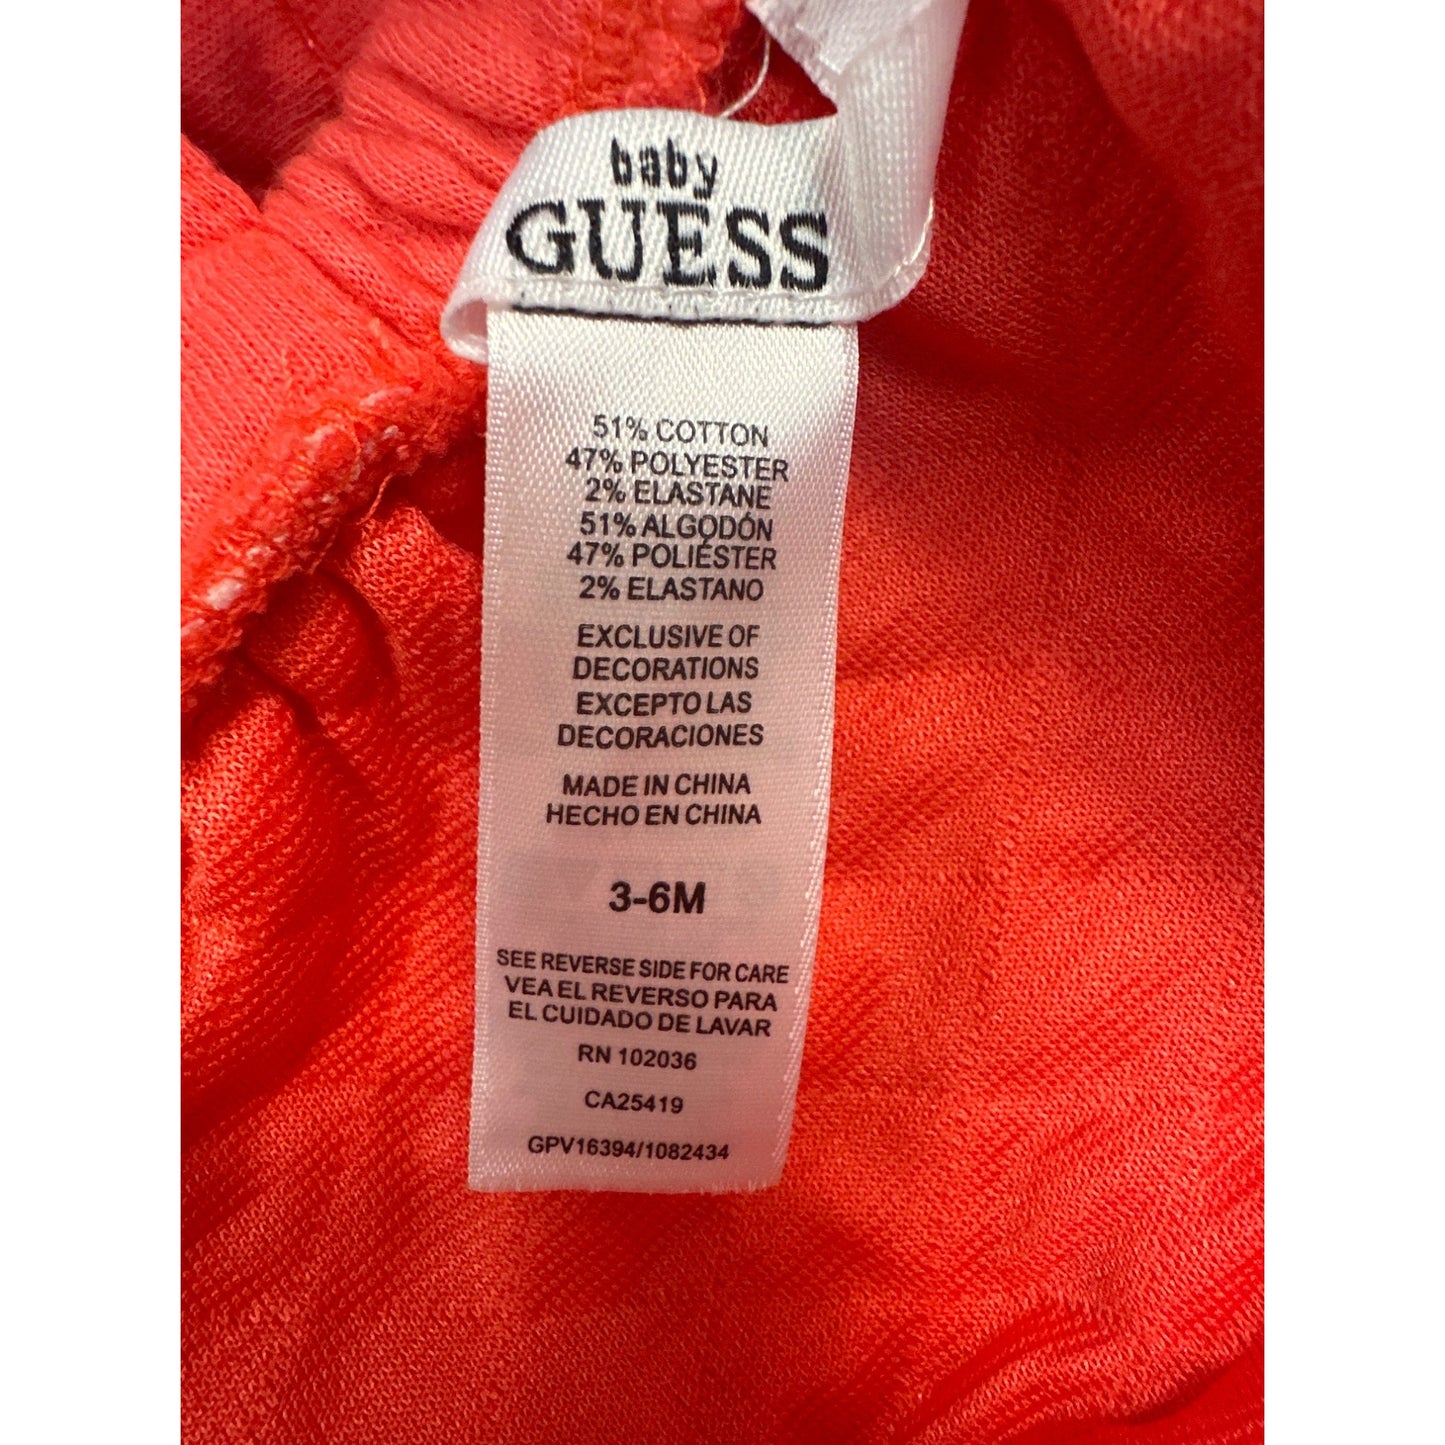 baby
GUESS
51% COTTON
47% POLYESTER
2% ELASTANE
51% ALGODÓN
47% POLIÉSTER
2% ELASTANO
EXCLUSIVE OF
DECORATIONS
EXCEPTO LAS
DECORACIONES
MADE IN CHINA
HECHO EN CHINA
3-6M
SEE REVERSE SIDE FOR CARE
VEA EL REVERSO PARA
EL CUIDADO DE LAVAR
RN 102036
CA25419
GPV16394/1082434